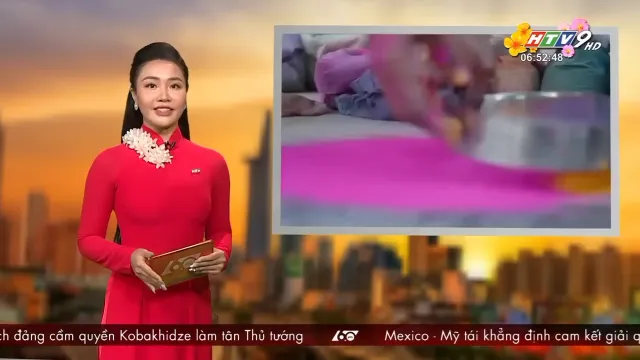 HTV9 HD
06:52:48
ch đảng cầm quyền Kobakhidze làm tân Thủ tướng
60
Mexico - Mỹ tái khẳng định cam kết giải q